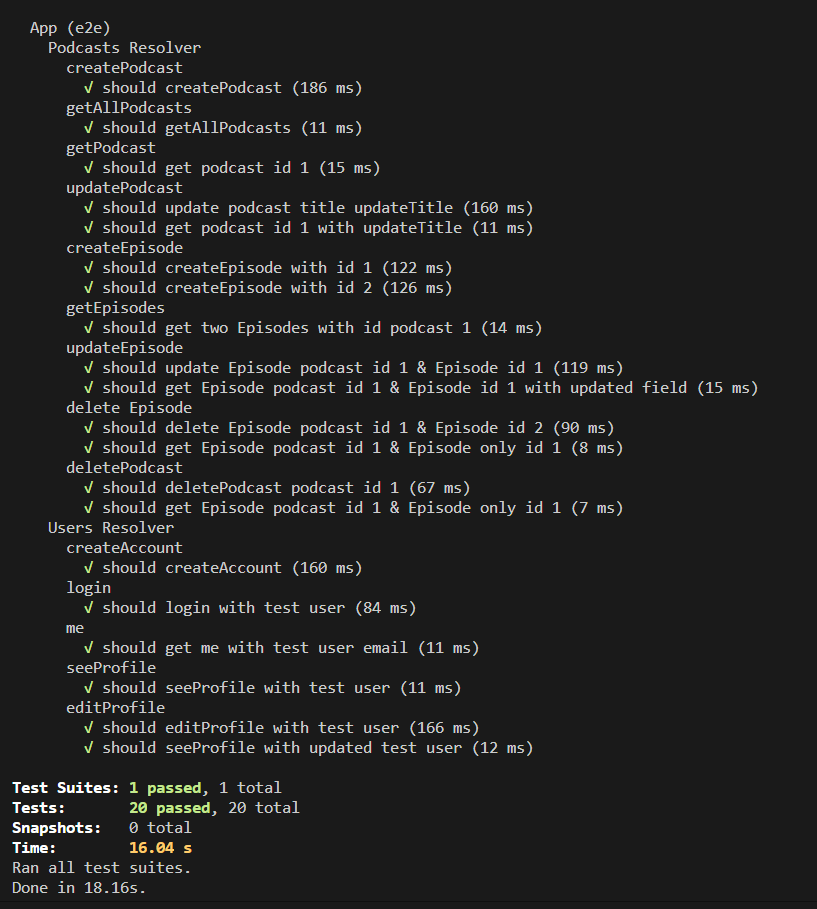 App (e2e)
Podcasts Resolver
createPodcast
√ should createPodcast (186 ms)
getAllPodcasts
√ should getAllPodcasts (11 ms)
getPodcast
√ should get podcast id 1 (15 ms)
updatePodcast
√ should update podcast title updateTitle (160 ms)
√ should get podcast id 1 with updateTitle (11 ms)
createEpisode
√ should createEpisode with id 1 (122 ms)
√ should createEpisode with id 2 (126 ms)
getEpisodes
√ should get two Episodes with id podcast 1 (14 ms)
updateEpisode
√ should update Episode podcast id 1 & Episode id 1 (119 ms)
√ should get Episode podcast id 1 & Episode id 1 with updated field (15 ms)
delete Episode
√ should delete Episode podcast id 1 & Episode id 2 (90 ms)
√ should get Episode podcast id 1 & Episode only id 1 (8 ms)
deletePodcast
√ should deletePodcast podcast id 1 (67 ms)
√ should get Episode podcast id 1 & Episode only id 1 (7 ms)
Users Resolver
createAccount
√ should createAccount (160 ms)
login
√ should login with test user (84 ms)
me
√ should get me with test user email (11 ms)
seeProfile
√ should seeProfile with test user (11 ms)
editProfile
√ should editProfile with test user (166 ms)
√ should seeProfile with updated test user (12 ms)
Test Suites: 1 passed, 1 total
Tests: 20 passed, 20 total
Snapshots: 0 total
Time: 16.04 s
Ran all test suites.
Done in 18.16s.